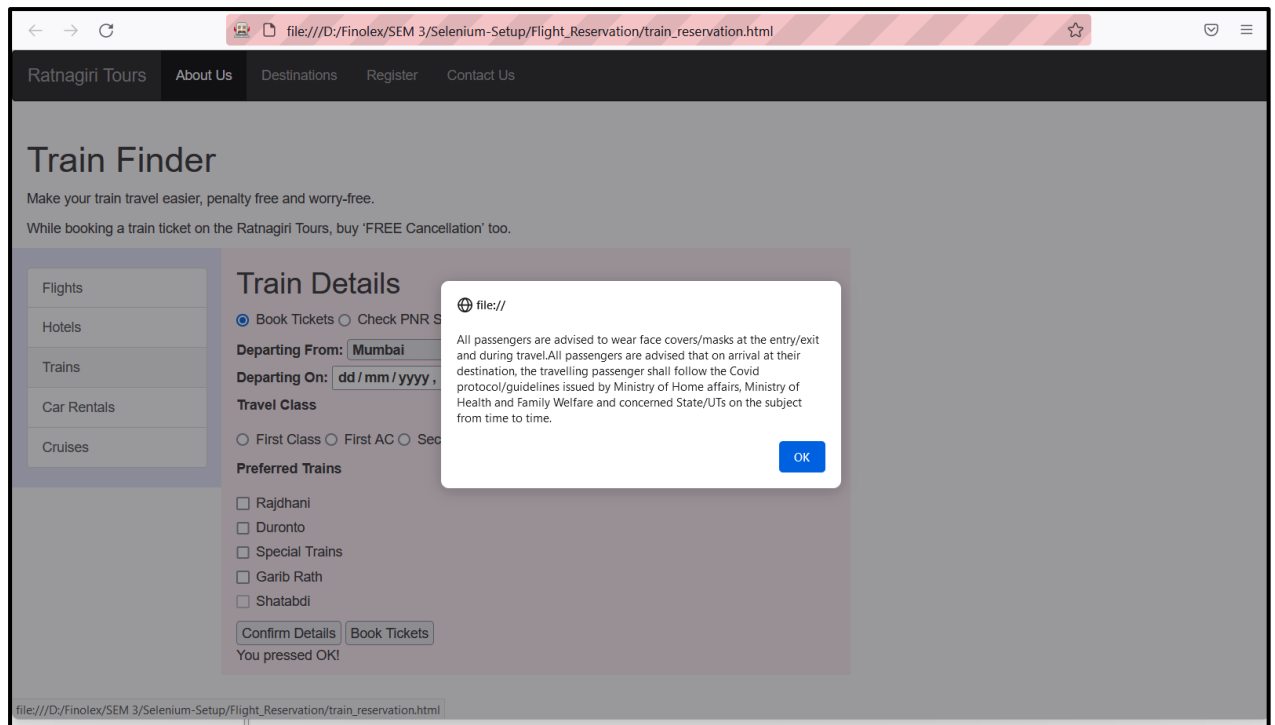 file:///D:/Finolex/SEM 3/Selenium-Setup/Flight_Reservation/train_reservation.html
Ratnagiri Tours About Us Destinations Register Contact Us
Train Finder
Make your train travel easier, penalty free and worry-free.
While booking a train ticket on the Ratnagiri Tours, buy ‘FREE Cancellation’ too.
Flights
Hotels
Trains
Car Rentals
Cruises
Train Details
Book Tickets Check PNR S
Departing From: Mumbai
Departing On: dd/mm/yyyy,
Travel Class
First Class First AC Sec
Preferred Trains
Rajdhani
Duronto
Special Trains
Garib Rath
Shatabdi
Confirm Details Book Tickets
You pressed OK!
file://
All passengers are advised to wear face covers/masks at the entry/exit
and during travel.All passengers are advised that on arrival at their
destination, the travelling passenger shall follow the Covid
protocol/guidelines issued by Ministry of Home affairs, Ministry of
Health and Family Welfare and concerned State/UTs on the subject
from time to time.
OK
file:///D:/Finolex/SEM 3/Selenium-Setup/Flight_Reservation/train_reservation.html